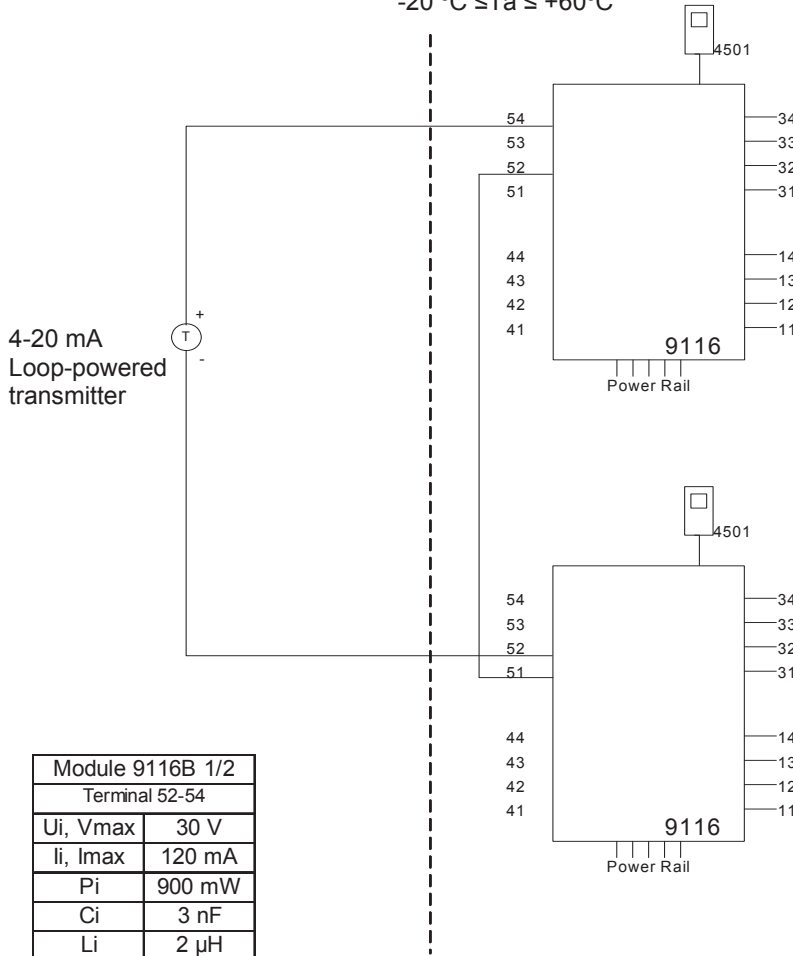 -20 °C ≤Ta ≤ +60°C
4501
54
53
52
51
44
43
42
41
34
33
32
31
14
13
12
11
9116
Power Rail
4-20 mA
Loop-powered
transmitter
+
T
-
4501
54
53
52
51
44
43
42
41
34
33
32
31
14
13
12
11
9116
Power Rail
Module 9116B 1/2
Terminal 52-54
Ui, Vmax 30 V
Ii, Imax 120 mA
Pi 900 mW
Ci 3 nF
Li 2 µH